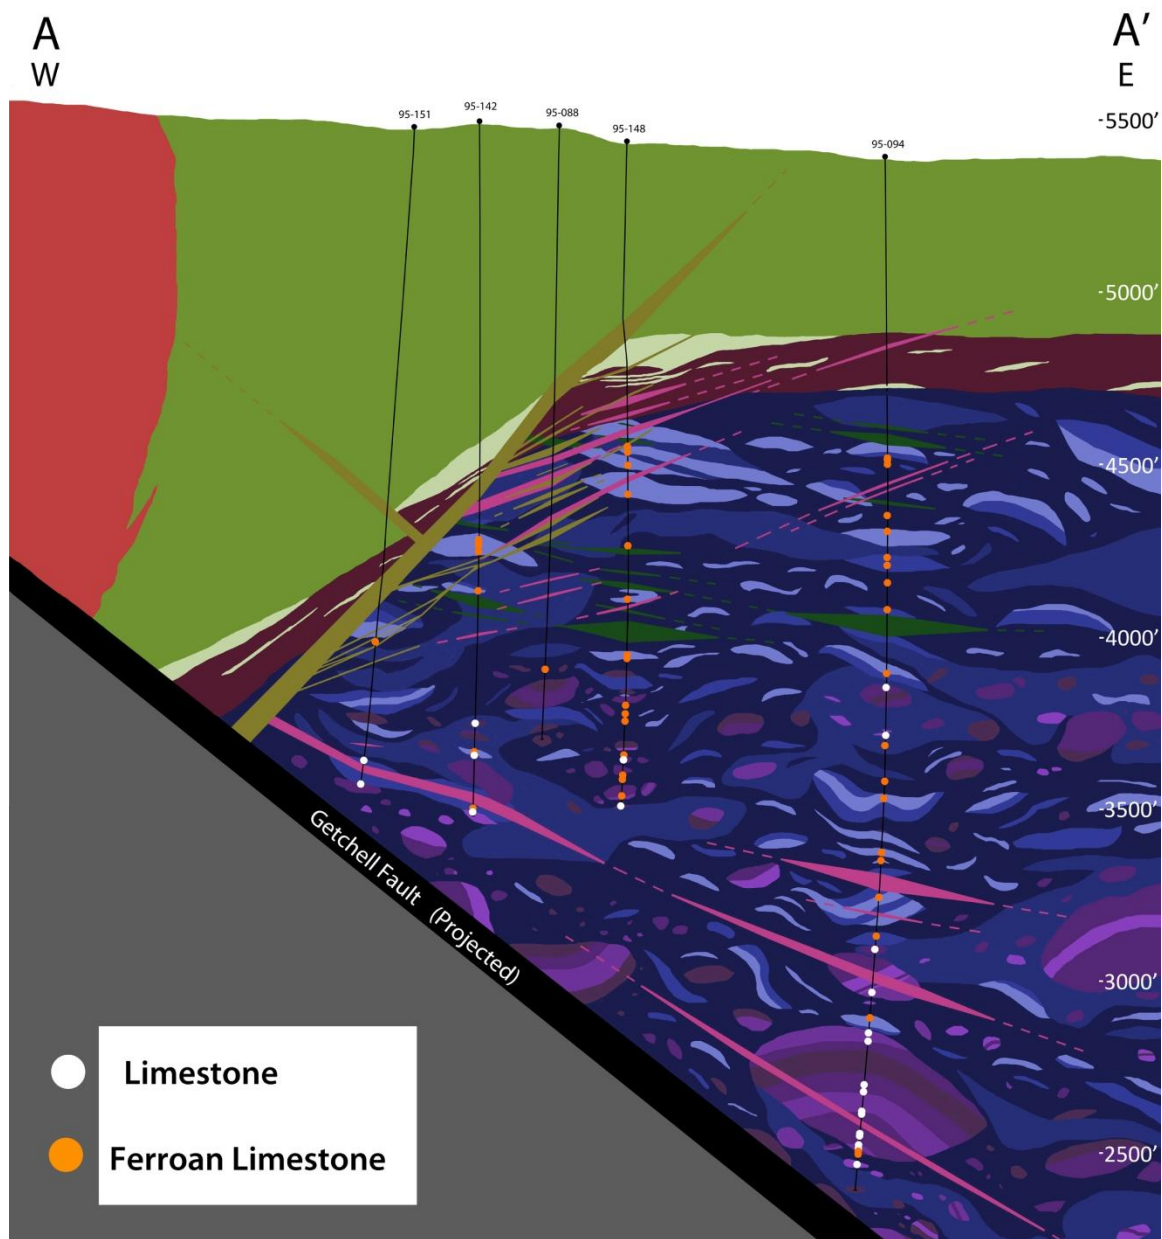 A A’
W E
95-151 95-142 95-088 95-148 95-094
-5500’
-5000’
-4500’
-4000’
-3500’
-3000’
-2500’
Getchell Fault (Projected)
Limestone
Ferroan Limestone